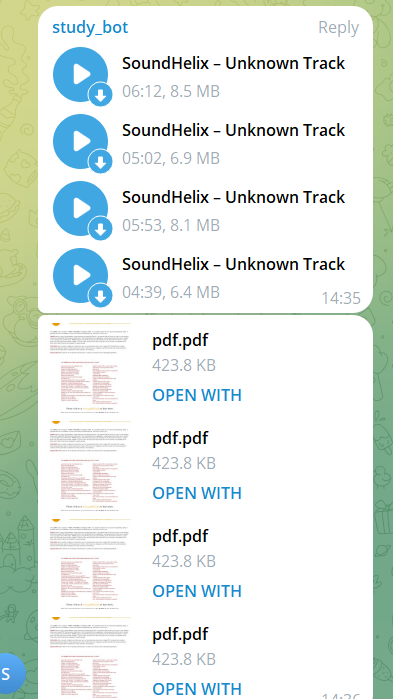 study_bot Reply
SoundHelix – Unknown Track
06:12, 8.5 MB
SoundHelix – Unknown Track
05:02, 6.9 MB
SoundHelix – Unknown Track
05:53, 8.1 MB
SoundHelix – Unknown Track
04:39, 6.4 MB
14:35
pdf.pdf
423.8 KB
OPEN WITH
pdf.pdf
423.8 KB
OPEN WITH
pdf.pdf
423.8 KB
OPEN WITH
pdf.pdf
423.8 KB
OPEN WITH
S